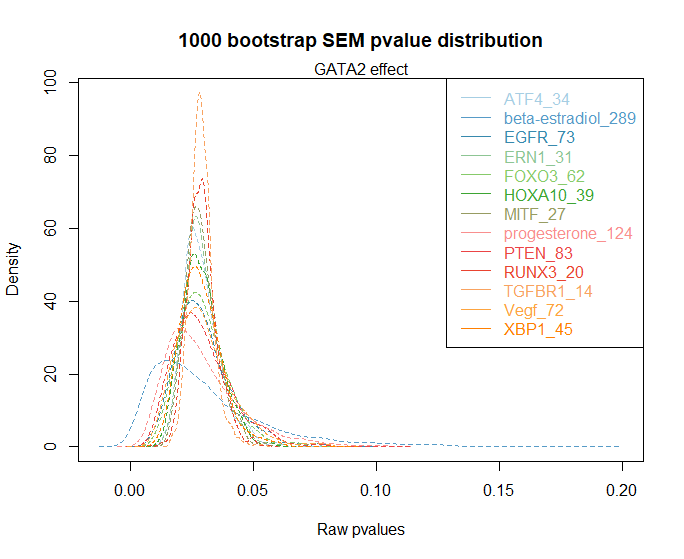 1000 bootstrap SEM pvalue distribution
GATA2 effect
ATF4_34
beta-estradiol_289
EGFR_73
ERN1_31
FOXO3_62
HOXA10_39
MITF_27
progesterone_124
PTEN_83
RUNX3_20
TGFBR1_14
Vegf_72
XBP1_45
Density
100
80
60
40
20
0
0.00 0.05 0.10 0.15 0.20
Raw pvalues